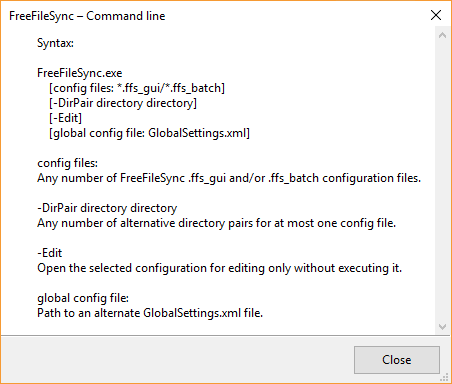 FreeFileSync – Command line
Syntax:
FreeFileSync.exe
[config files: *.ffs_gui/*.ffs_batch]
[-DirPair directory directory]
[-Edit]
[global config file: GlobalSettings.xml]
config files:
Any number of FreeFileSync .ffs_gui and/or .ffs_batch configuration files.
-DirPair directory directory
Any number of alternative directory pairs for at most one config file.
-Edit
Open the selected configuration for editing only without executing it.
global config file:
Path to an alternate GlobalSettings.xml file.
Close